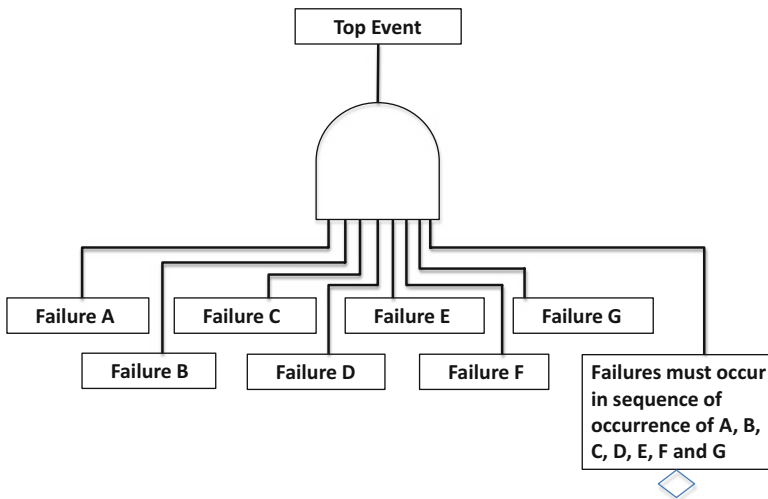 Top Event
Failure A
Failure C
Failure E
Failure G
Failure B
Failure D
Failure F
Failures must occur
in sequence of
occurrence of A, B,
C, D, E, F and G